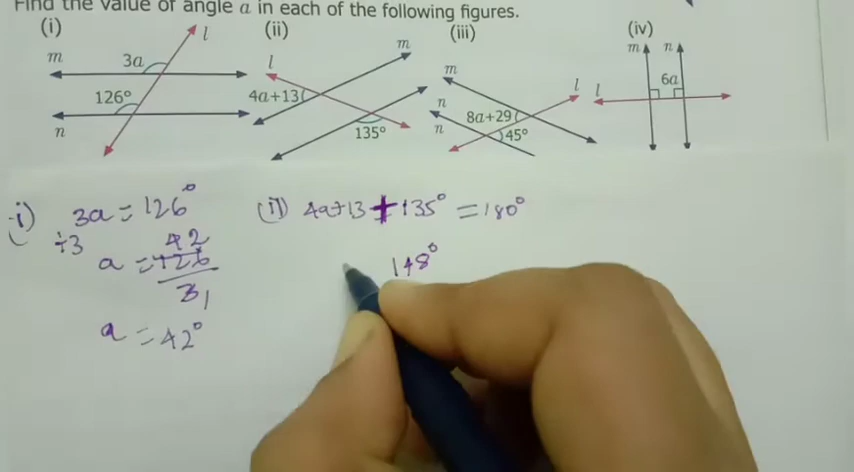 Find the value of angle a in each of the following figures.
(i) (ii) (iii) (iv)
m 3a l
126°
n
l m
4a+13
135°
m l
n 8a+29
n 45°
m n
l 6a
i) 3a = 126°
÷3 a = 126 42
3 1
a = 42°
(ii) 4a+13 + 135° = 180°
148°